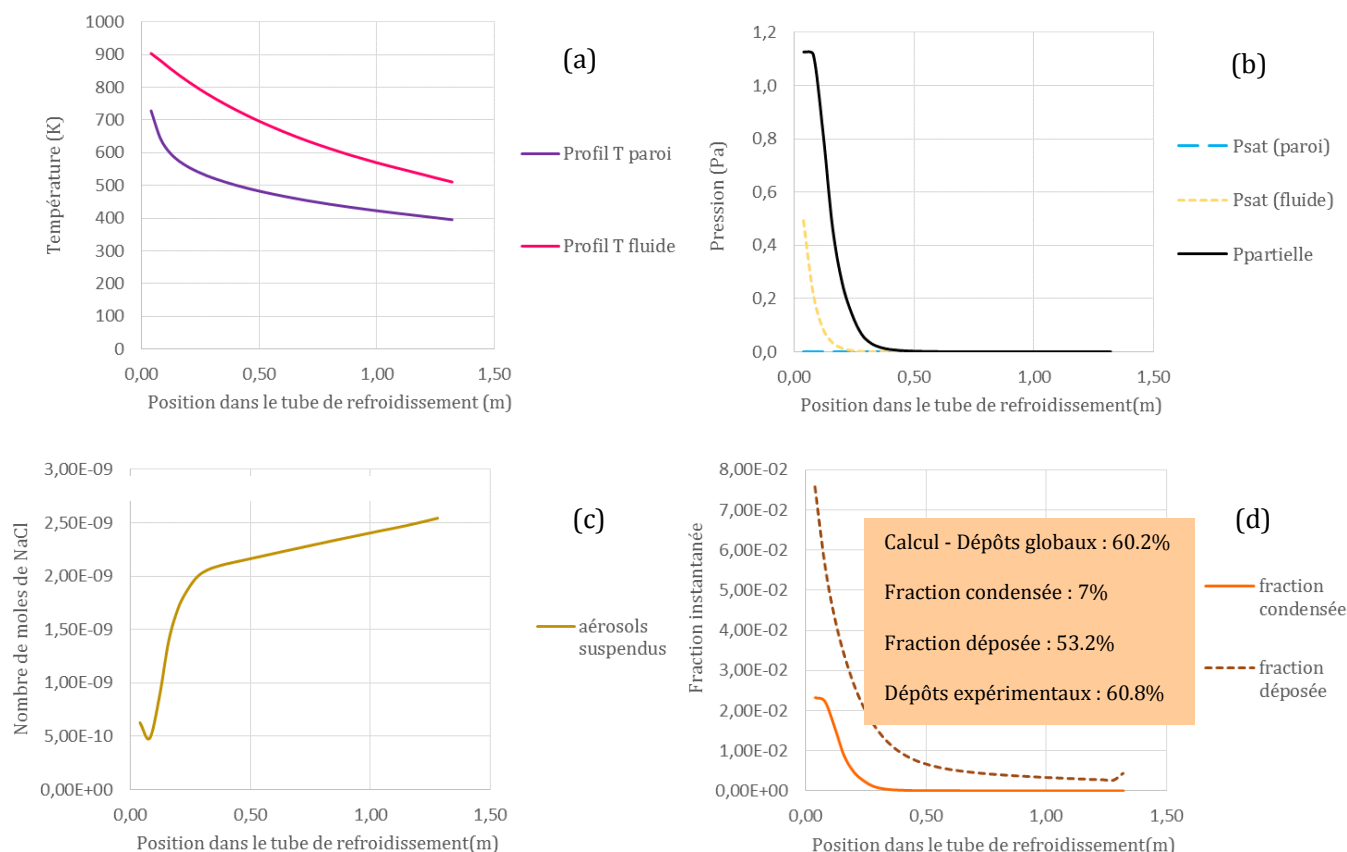 (a)
Température (K)
1000
900
800
700
600
500
400
300
200
100
0
0,00
0,50
1,00
1,50
Position dans le tube de refroidissement (m)
Profil T paroi
Profil T fluide
(b)
Pression (Pa)
1,2
1,0
0,8
0,6
0,4
0,2
0,0
0,00
0,50
1,00
1,50
Position dans le tube de refroidissement(m)
Psat (paroi)
Psat (fluide)
Ppartielle
(c)
Nombre de moles de NaCl
3,00E-09
2,50E-09
2,00E-09
1,50E-09
1,00E-09
5,00E-10
0,00E+00
0,00
0,50
1,00
1,50
Position dans le tube de refroidissement(m)
aérosols
suspendus
(d)
Fraction instantanée
8,00E-02
7,00E-02
6,00E-02
5,00E-02
4,00E-02
3,00E-02
2,00E-02
1,00E-02
0,00E+00
0,00
0,50
1,00
1,50
Position dans le tube de refroidissement(m)
Calcul - Dépôts globaux : 60.2%
Fraction condensée : 7%
Fraction déposée : 53.2%
Dépôts expérimentaux : 60.8%
fraction
condensée
fraction
déposée